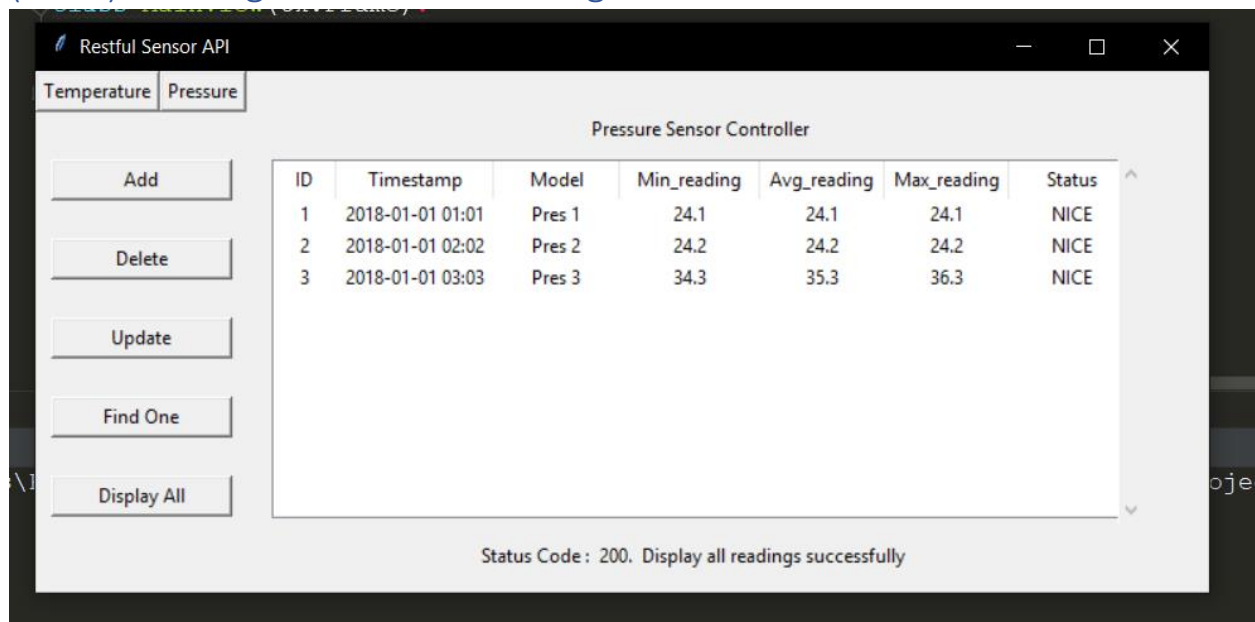 Restful Sensor API
Temperature Pressure
Pressure Sensor Controller
Add
Delete
Update
Find One
Display All
ID Timestamp Model Min_reading Avg_reading Max_reading Status
1 2018-01-01 01:01 Pres 1 24.1 24.1 24.1 NICE
2 2018-01-01 02:02 Pres 2 24.2 24.2 24.2 NICE
3 2018-01-01 03:03 Pres 3 34.3 35.3 36.3 NICE
Status Code : 200. Display all readings successfully
oje